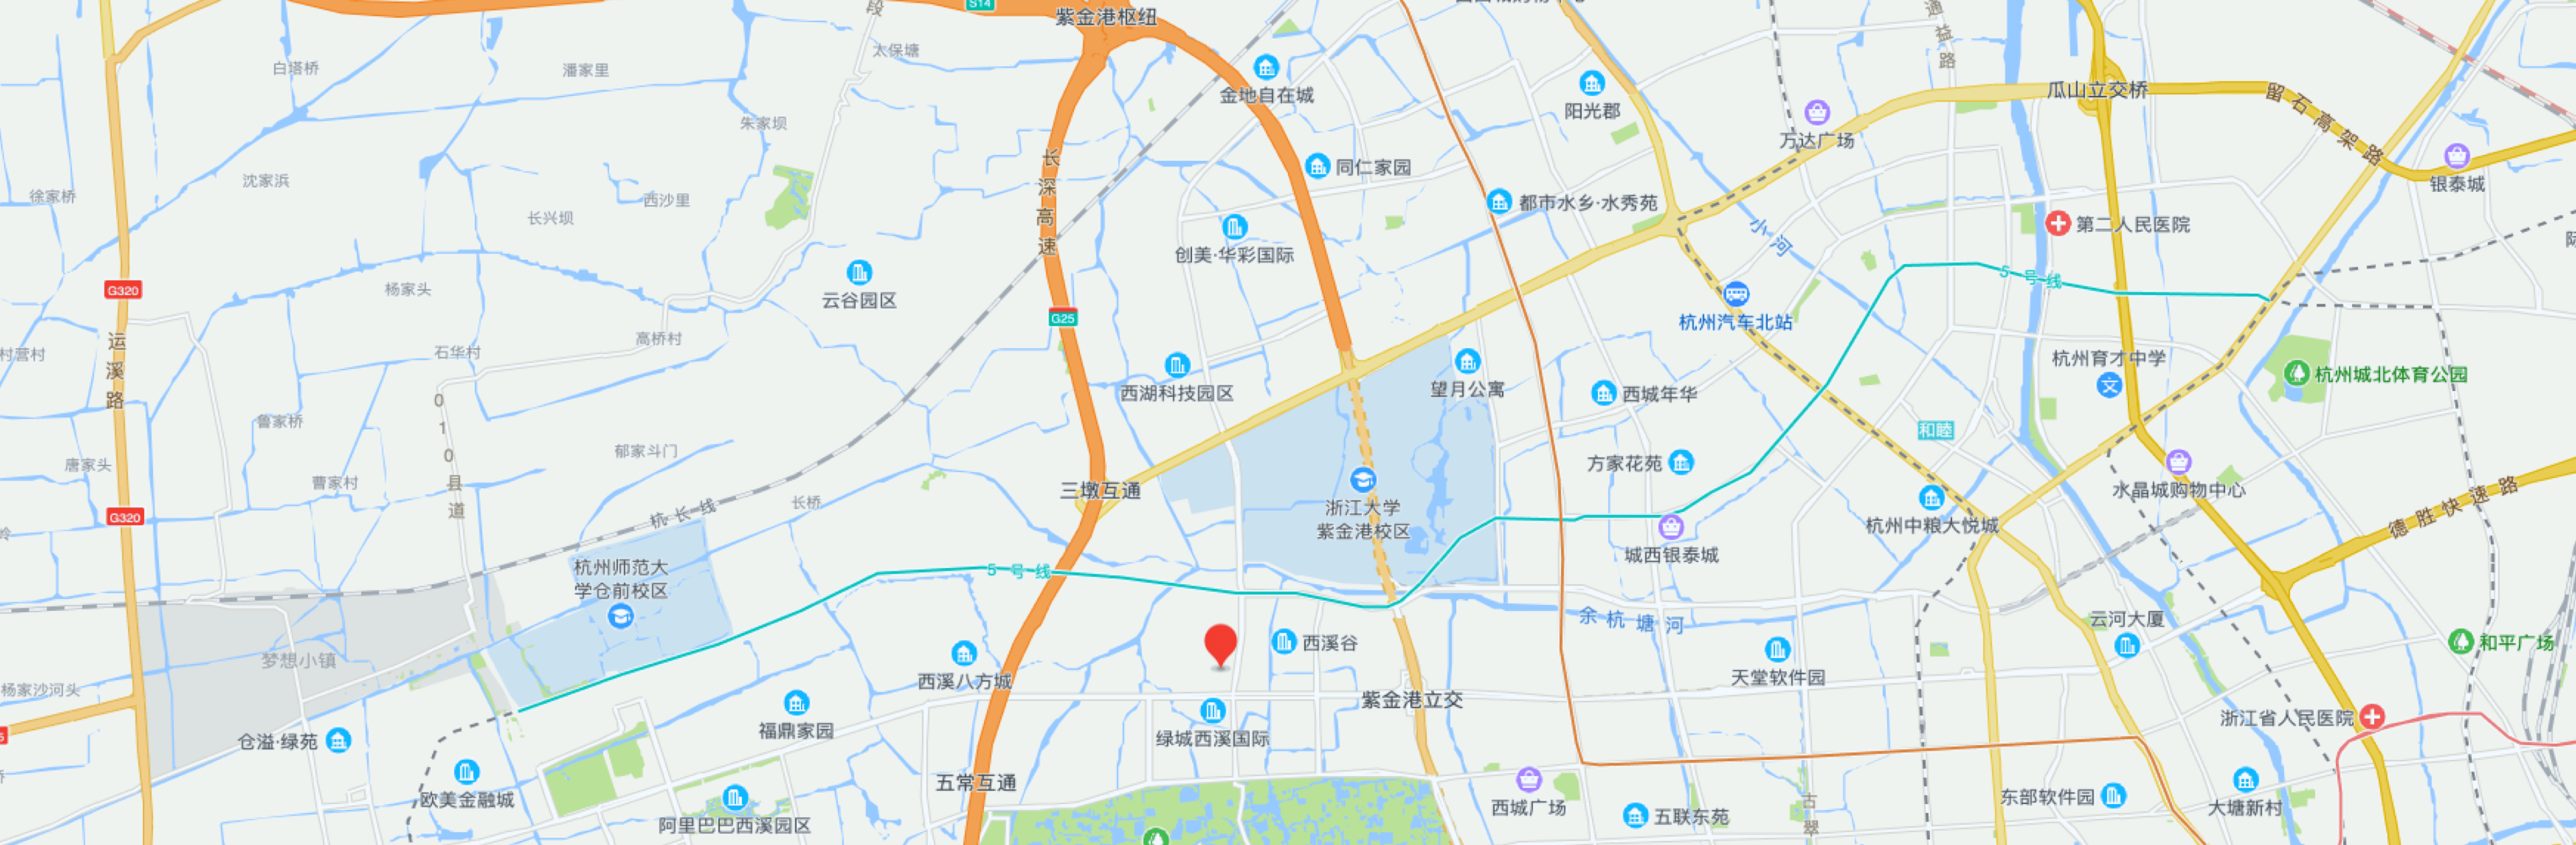 S14
紫金港枢纽
段
太保塘
通益路
白塔桥
潘家里
金地自在城
阳光郡
瓜山立交桥
留石高架路
朱家坝
万达广场
长深高速
同仁家园
银泰城
沈家浜
徐家桥
西沙里
长兴坝
都市水乡·水秀苑
第二人民医院
小河
创美·华彩国际
杨家头
G320
云谷园区
5号线
杭州汽车北站
G25
运溪路
高桥村
石华村
村营村
西湖科技园区
望月公寓
西城年华
杭州育才中学
杭州城北体育公园
010县道
鲁家桥
和睦
郁家斗门
唐家头
方家花苑
曹家村
三墩互通
浙江大学
紫金港校区
水晶城购物中心
德胜快速路
长桥
杭长线
G320
杭州中粮大悦城
城西银泰城
杭州师范大
学仓前校区
5号线
余杭塘河
云河大厦
和平广场
梦想小镇
西溪谷
西溪八方城
天堂软件园
杨家沙河头
紫金港立交
浙江省人民医院
福鼎家园
绿城西溪国际
仓溢·绿苑
五常互通
欧美金融城
西城广场
东部软件园
大塘新村
阿里巴巴西溪园区
五联东苑
古翠